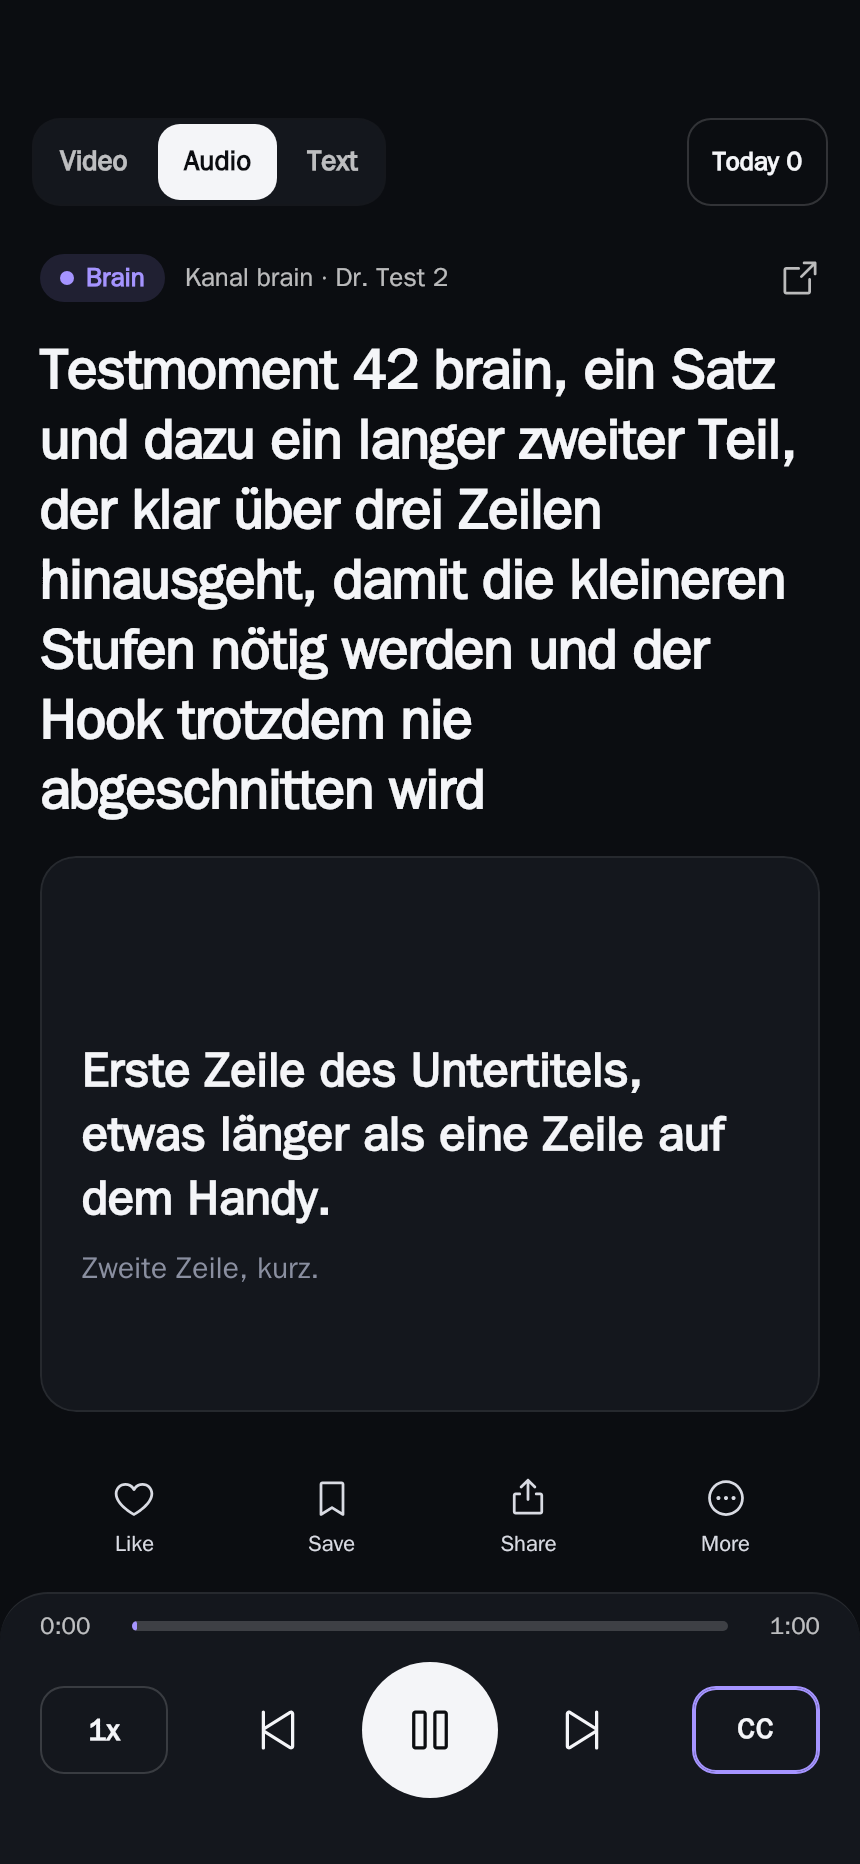 Video Audio Text Today 0
Brain Kanal brain · Dr. Test 2
Testmoment 42 brain, ein Satz
und dazu ein langer zweiter Teil,
der klar über drei Zeilen
hinausgeht, damit die kleineren
Stufen nötig werden und der
Hook trotzdem nie
abgeschnitten wird
Erste Zeile des Untertitels,
etwas länger als eine Zeile auf
dem Handy.
Zweite Zeile, kurz.
Like Save Share More
0:00 1:00
1x CC